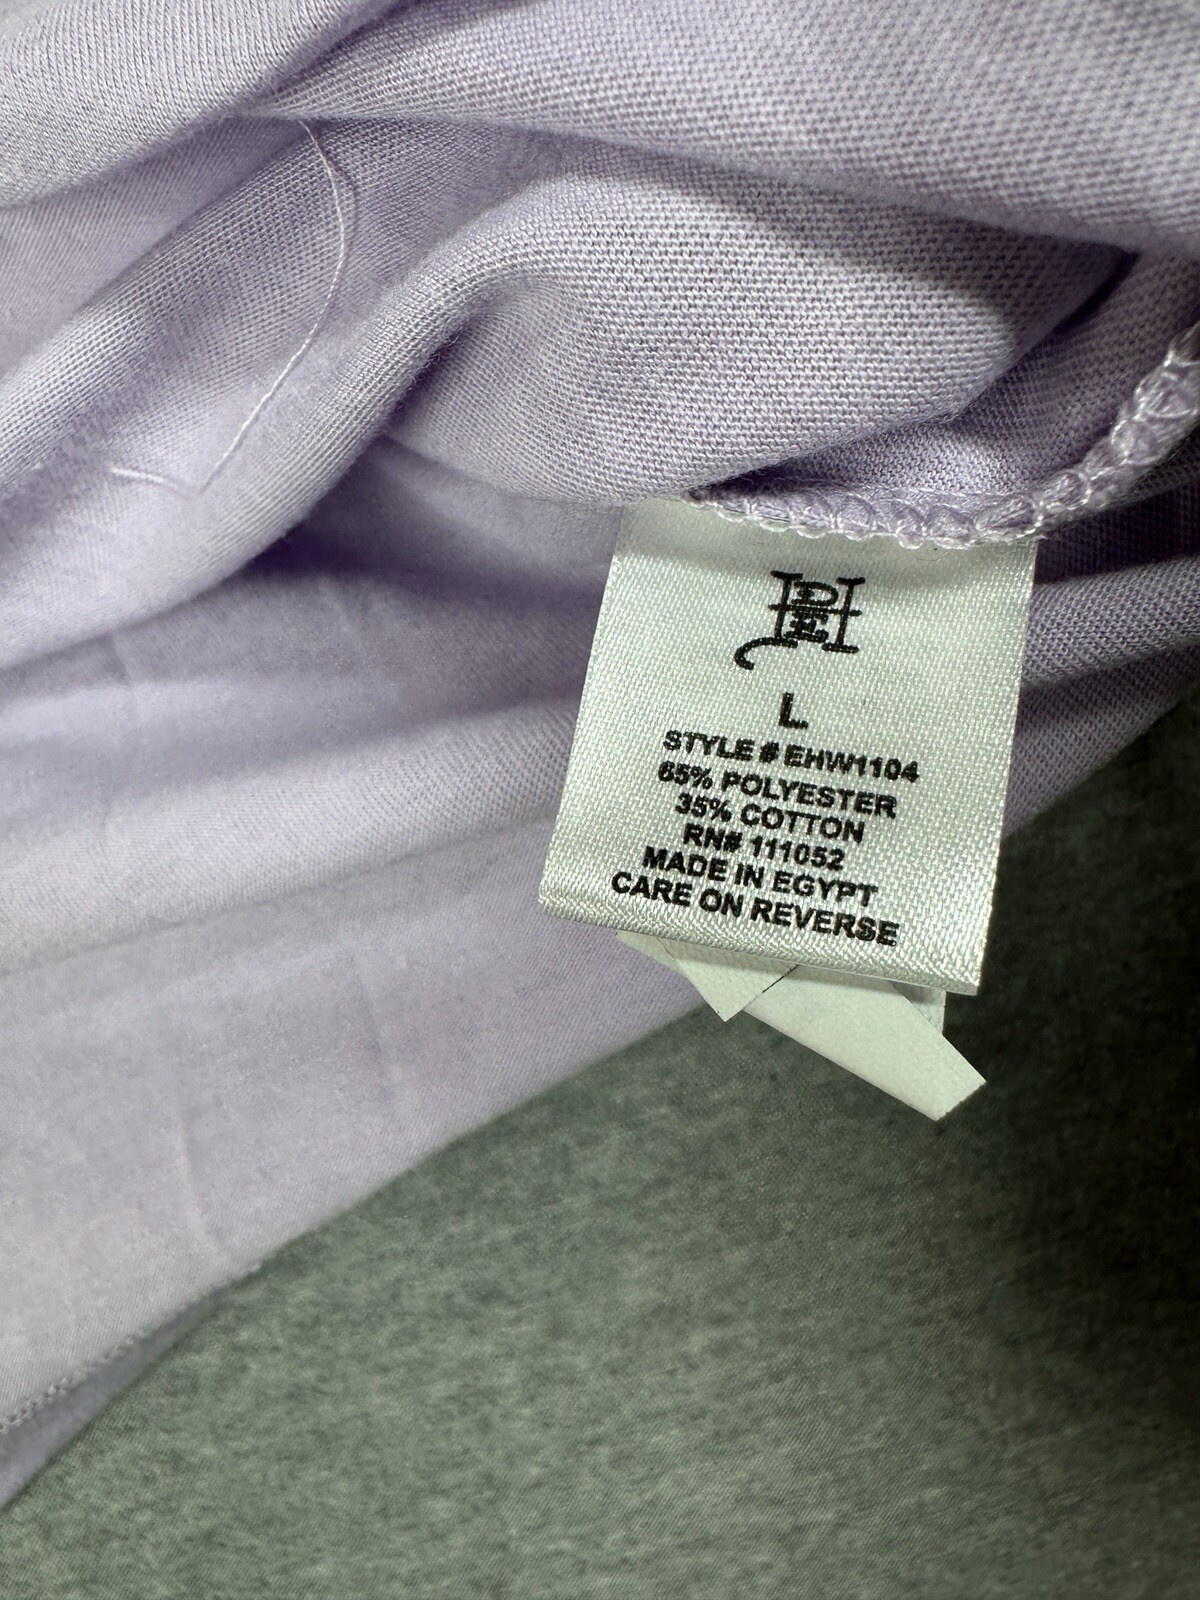 L
STYLE # EHW1104
65% POLYESTER
35% COTTON
RN# 111052
MADE IN EGYPT
CARE ON REVERSE